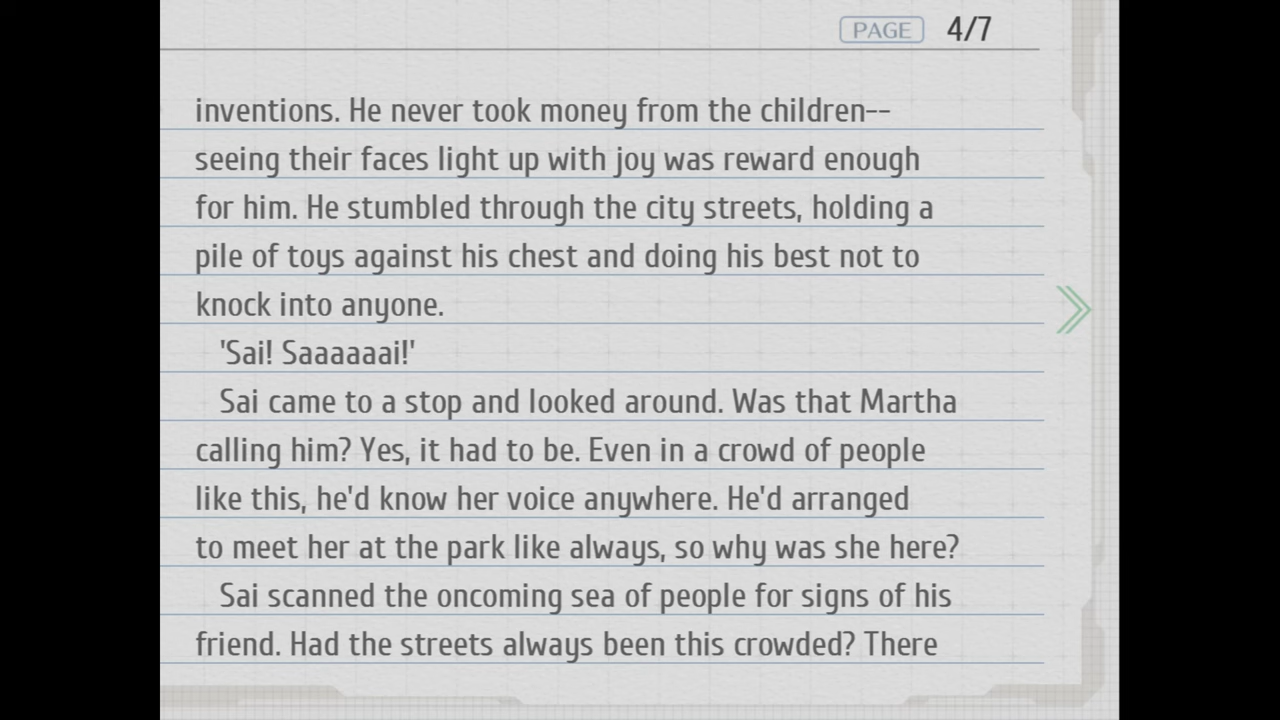 PAGE 4/7
inventions. He never took money from the children--
seeing their faces light up with joy was reward enough
for him. He stumbled through the city streets, holding a
pile of toys against his chest and doing his best not to
knock into anyone.
'Sai! Saaaaaai!'
Sai came to a stop and looked around. Was that Martha
calling him? Yes, it had to be. Even in a crowd of people
like this, he'd know her voice anywhere. He'd arranged
to meet her at the park like always, so why was she here?
Sai scanned the oncoming sea of people for signs of his
friend. Had the streets always been this crowded? There